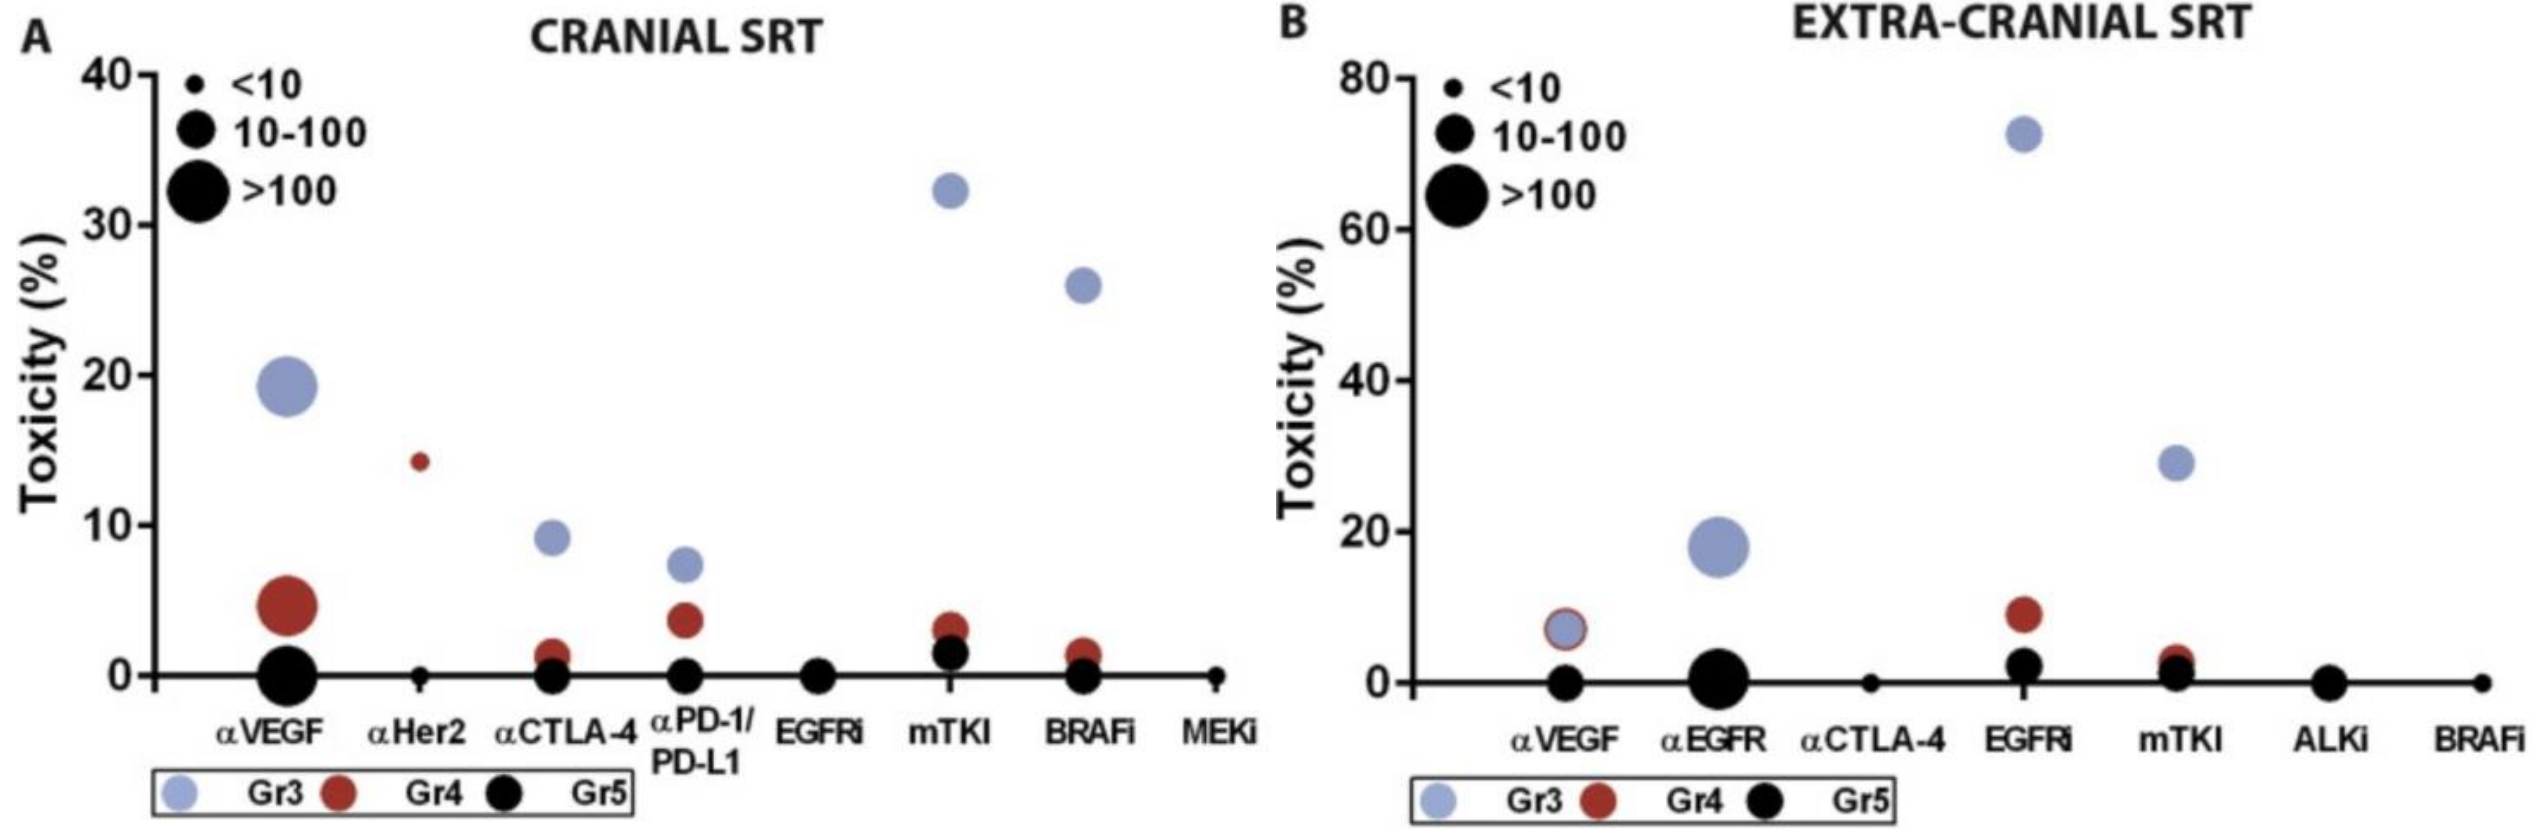 A
CRANIAL SRT
40
30
20
10
0
Toxicity (%)
<10
10-100
>100
αVEGF
αHer2
αCTLA-4
αPD-1/
PD-L1
EGFRi
mTKI
BRAFi
MEKi
Gr3
Gr4
Gr5
B
EXTRA-CRANIAL SRT
80
60
40
20
0
Toxicity (%)
<10
10-100
>100
αVEGF
αEGFR
αCTLA-4
EGFRi
mTKI
ALKi
BRAFi
Gr3
Gr4
Gr5